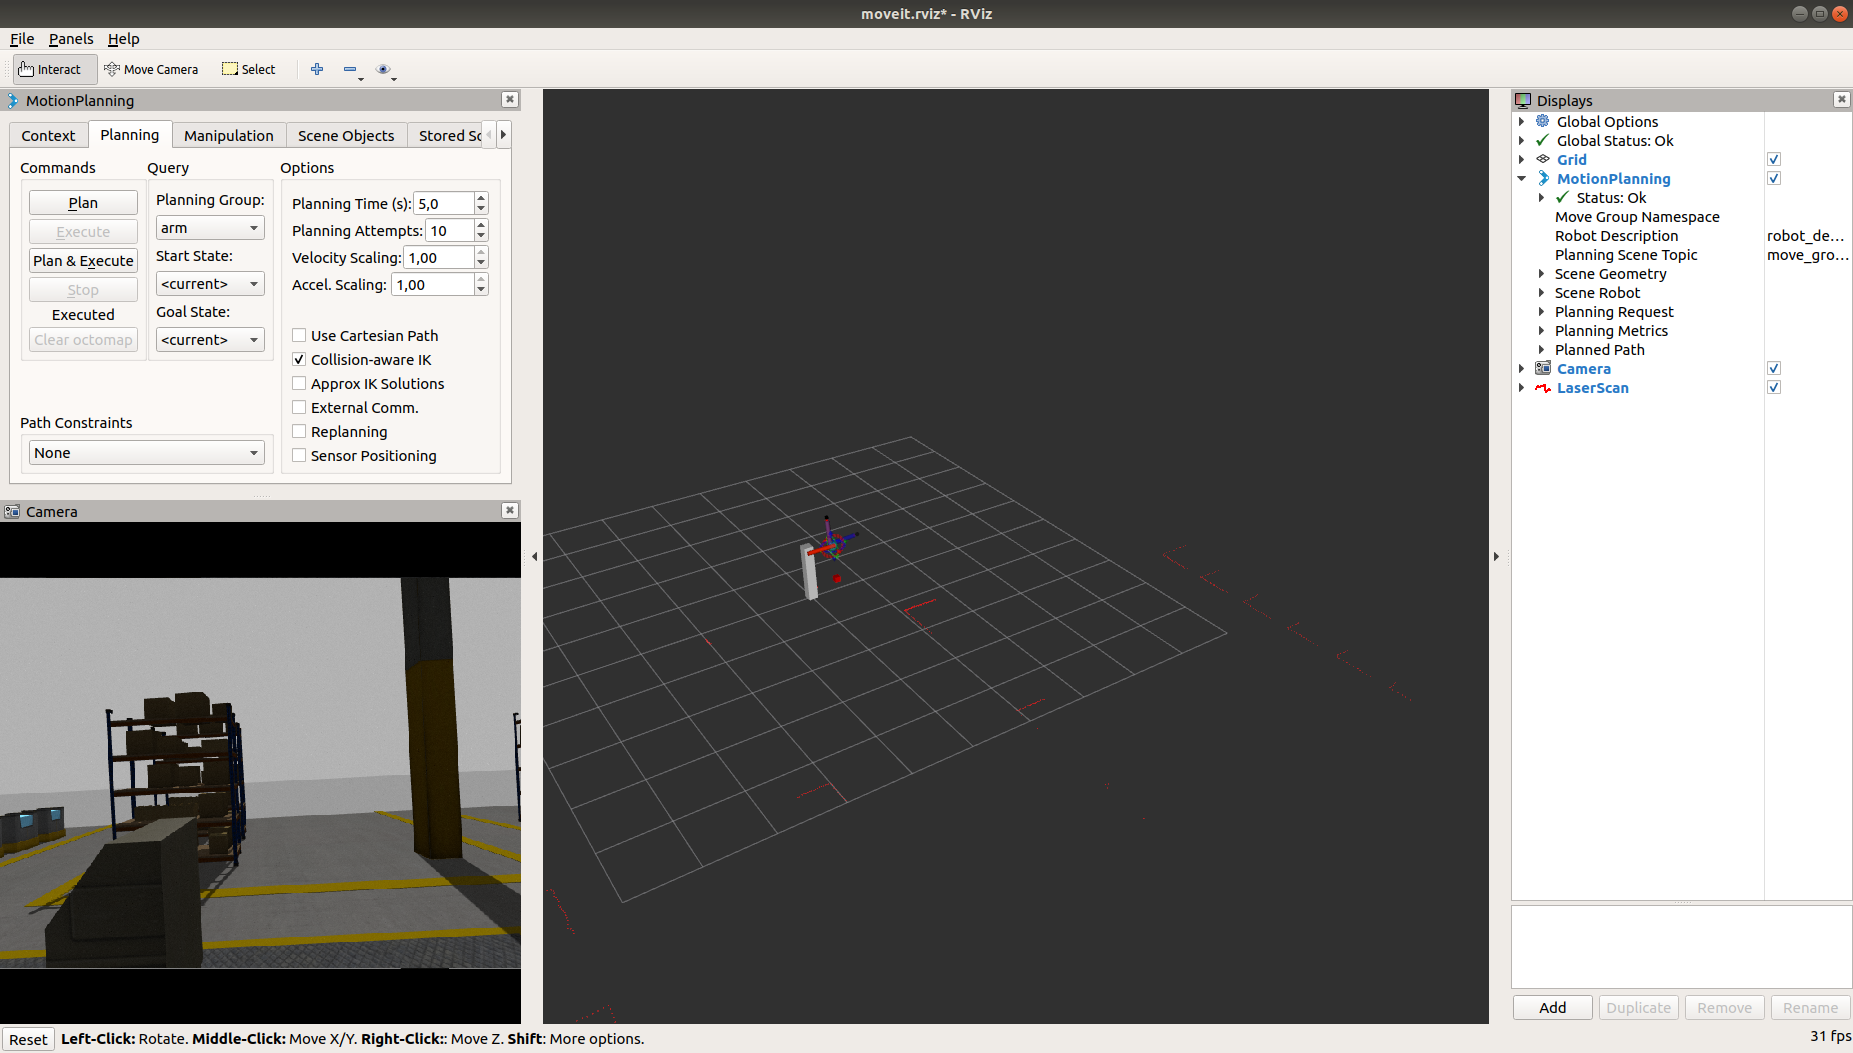 moveit.rviz* - RViz
File Panels Help
Interact Move Camera Select
MotionPlanning
Context Planning Manipulation Scene Objects Stored Sc
Commands Query Options
Plan
Execute
Plan & Execute
Stop
Executed
Clear octomap
Planning Group:
arm
Start State:
<current>
Goal State:
<current>
Planning Time (s): 5,0
Planning Attempts: 10
Velocity Scaling: 1,00
Accel. Scaling: 1,00
Use Cartesian Path
Collision-aware IK
Approx IK Solutions
External Comm.
Replanning
Sensor Positioning
Path Constraints
None
Camera
Displays
Global Options
Global Status: Ok
Grid
MotionPlanning
Status: Ok
Move Group Namespace
Robot Description robot_de...
Planning Scene Topic move_gro...
Scene Geometry
Scene Robot
Planning Request
Planning Metrics
Planned Path
Camera
LaserScan
Add Duplicate Remove Rename
Reset Left-Click: Rotate. Middle-Click: Move X/Y. Right-Click:: Move Z. Shift: More options.
31 fps